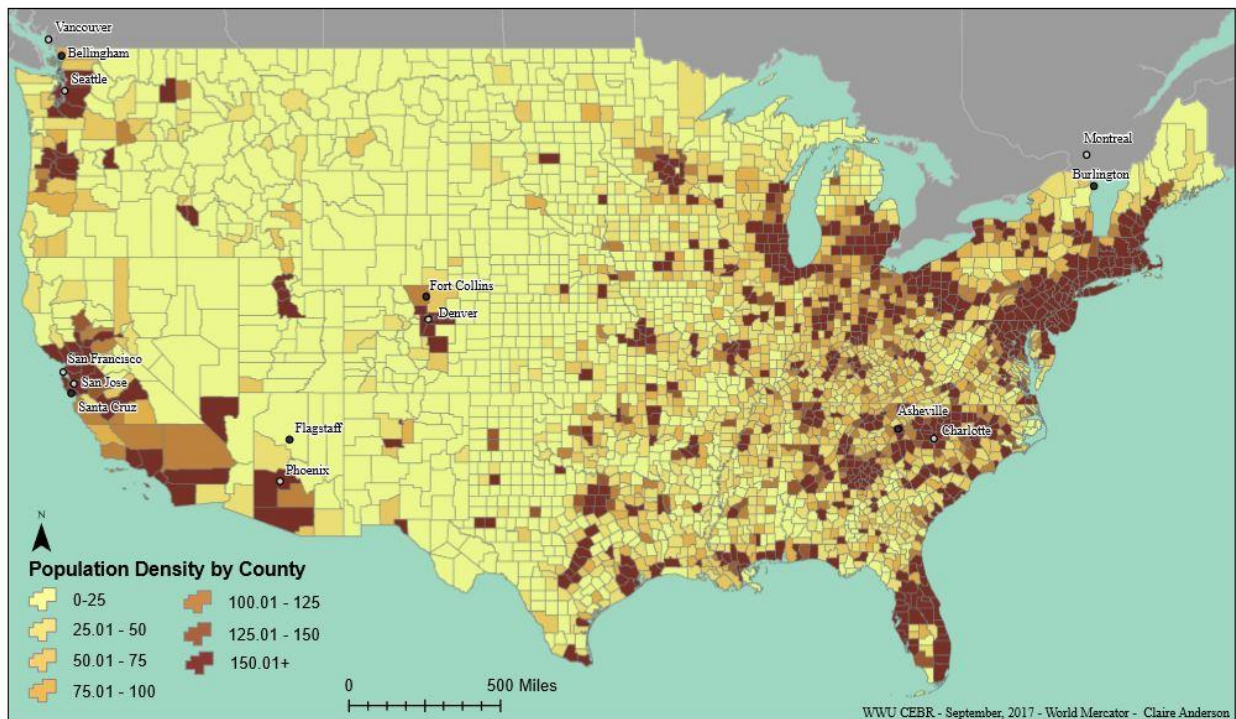 Vancouver
Bellingham
Seattle
Montreal
Burlington
Fort Collins
Denver
San Francisco
San Jose
Santa Cruz
Flagstaff
Phoenix
Asheville
Charlotte
N
Population Density by County
0-25
25.01 - 50
50.01 - 75
75.01 - 100
100.01 - 125
125.01 - 150
150.01+
0 500 Miles
WWU CEBR - September, 2017 - World Mercator - Claire Anderson